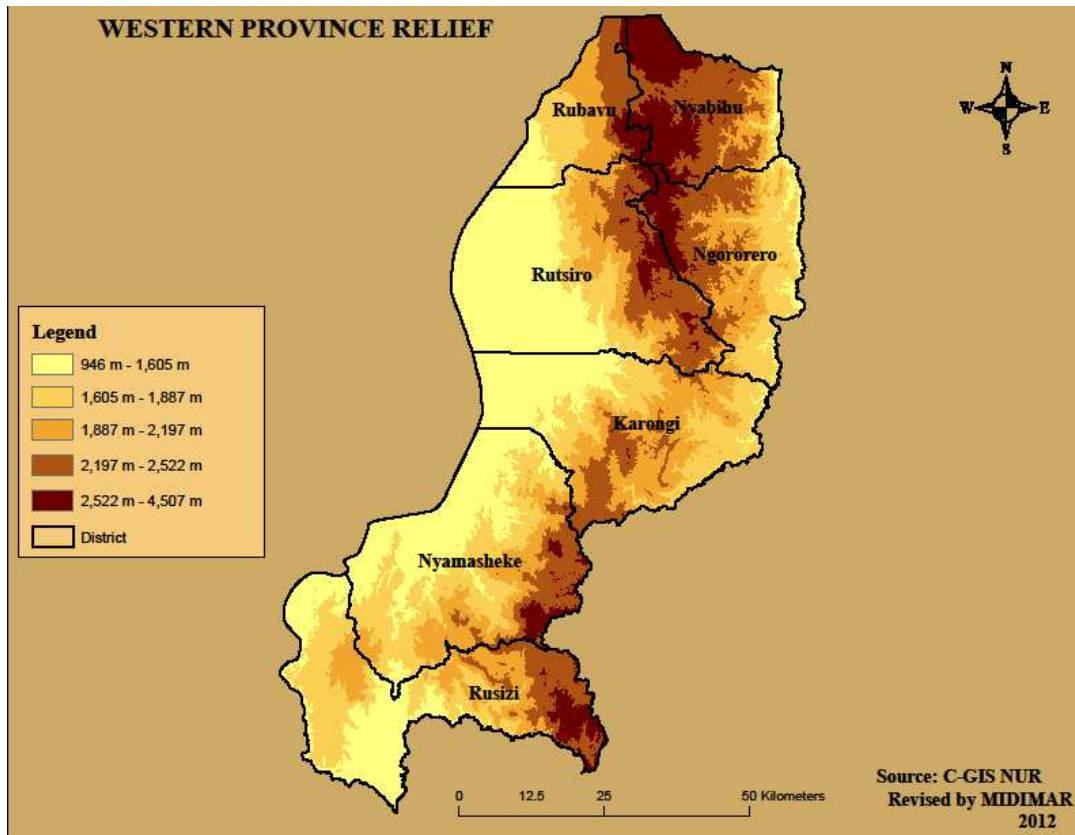 WESTERN PROVINCE RELIEF
N
W E
S
Rubavu
Nyabihu
Rutsiro
Ngororero
Karongi
Nyamasheke
Rusizi
Legend
946 m - 1,605 m
1,605 m - 1,887 m
1,887 m - 2,197 m
2,197 m - 2,522 m
2,522 m - 4,507 m
District
0 12.5 25 50 Kilometers
Source: C-GIS NUR
Revised by MIDIMAR
2012